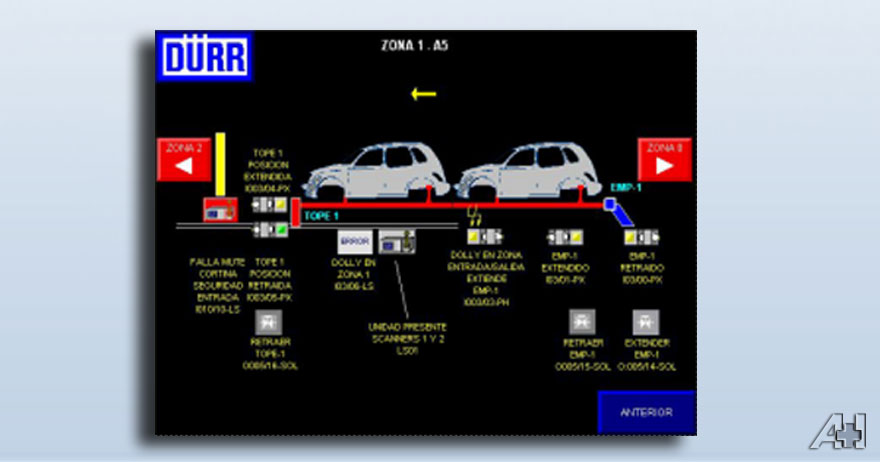 DÜRR
ZONA 1 . A5
ZONA 2
ZONA 8
TOPE 1
POSICION
EXTENDIDA
I003/04-PX
EMP-1
TOPE 1
FALLA MUTE
CORTINA
SEGURIDAD
ENTRADA
I010/10-LS
TOPE 1
POSICION
RETRAIDA
I003/05-PX
ERROR
DOLLY EN
ZONA 1
I03/06-LS
DOLLY EN ZONA
ENTRADA/SALIDA
EXTIENDE
EMP-1
I003/03-PH
EMP-1
EXTENDIDO
I03/01-PX
EMP-1
RETRAIDO
I03/00-PX
UNIDAD PRESENTE
SCANNERS 1 Y 2
LS01
RETRAER
TOPE-1
O005/16-SOL
RETRAER
EMP-1
O005/15-SOL
EXTENDER
EMP-1
O:005/14-SOL
ANTERIOR